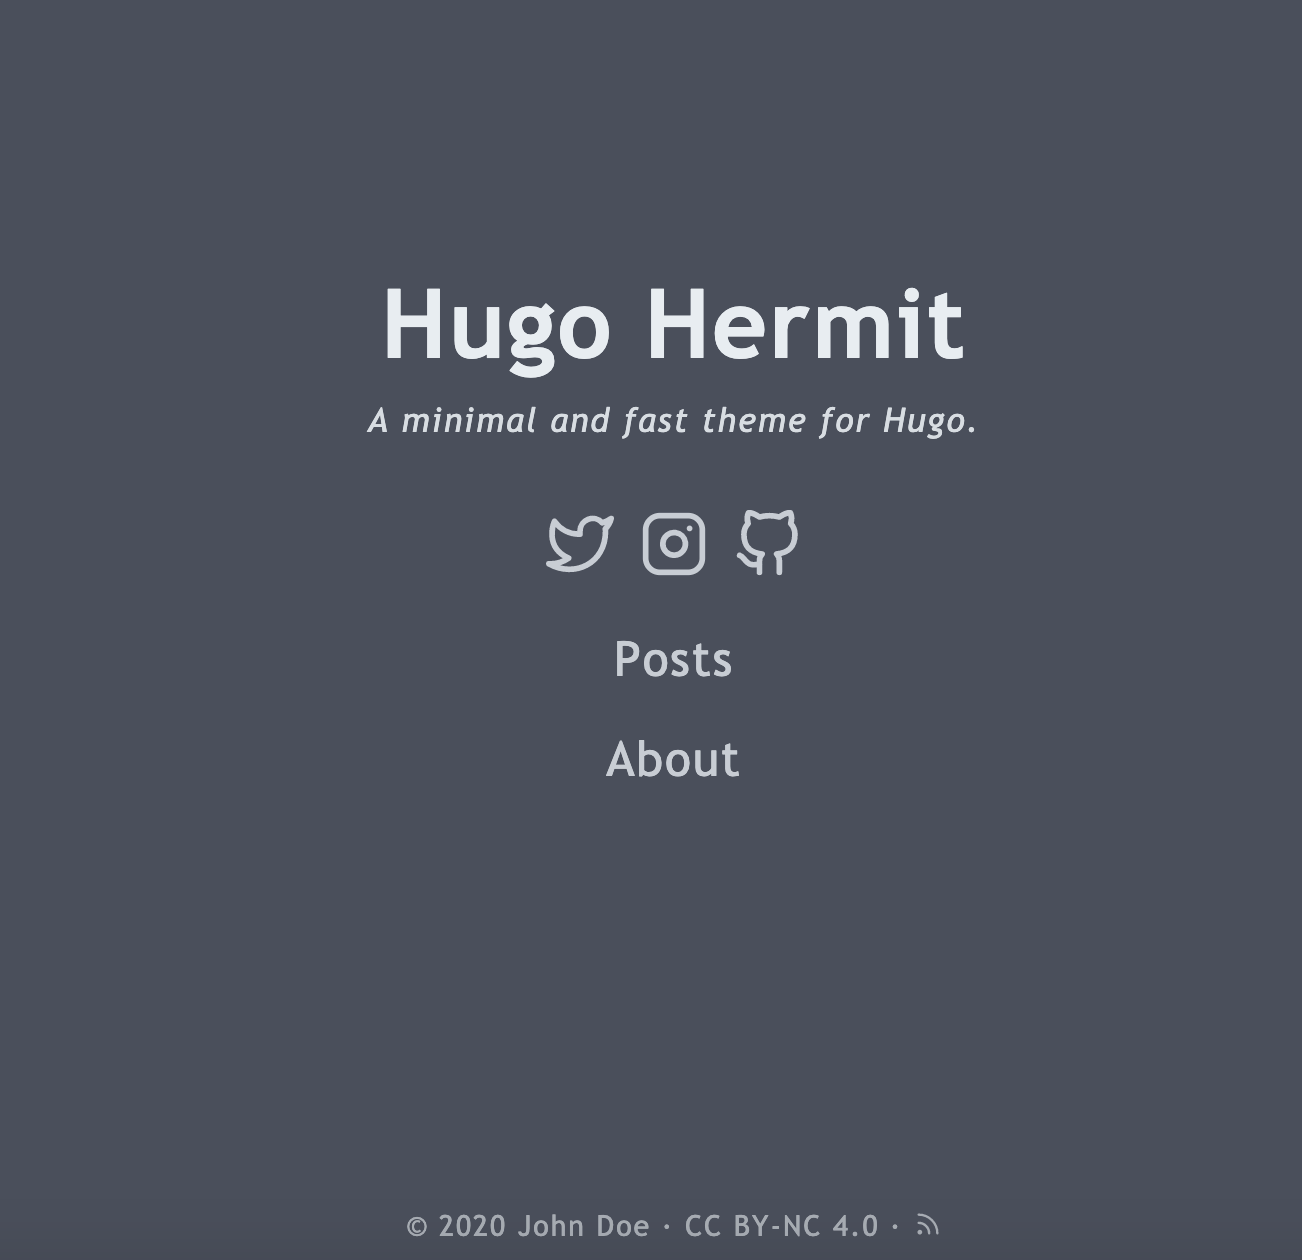 Hugo Hermit
A minimal and fast theme for Hugo.
Posts
About
© 2020 John Doe · CC BY-NC 4.0 ·